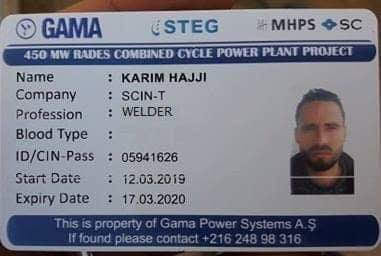 GAMA STEG MHPS SC
450 MW RADES COMBINED CYCLE POWER PLANT PROJECT
Name : KARIM HAJJI
Company : SCIN-T
Profession : WELDER
Blood Type :
ID/CIN-Pass : 05941626
Start Date : 12.03.2019
Expiry Date : 17.03.2020
This is property of Gama Power Systems A.Ş
If found please contact +216 248 98 316